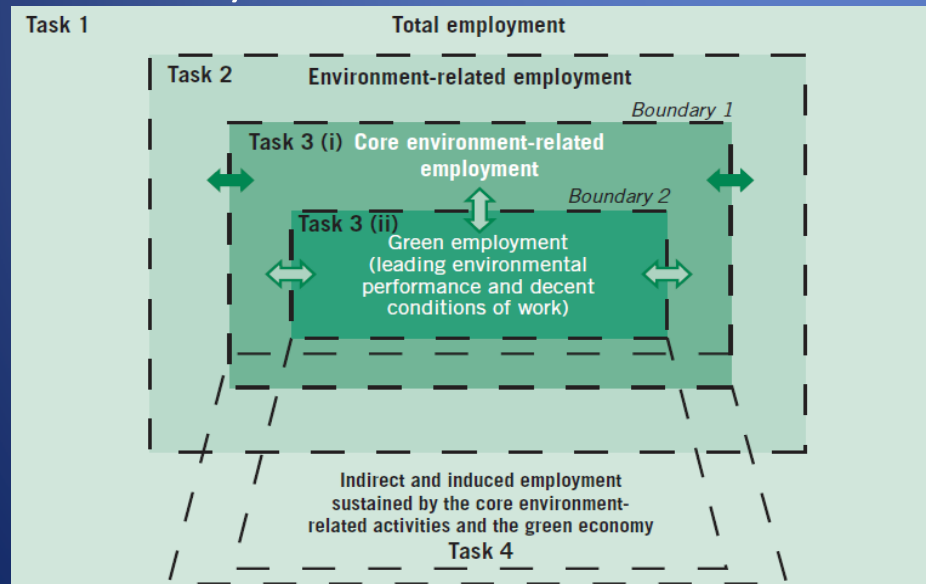 Task 1
Total employment
Task 2
Environment-related employment
Boundary 1
Task 3 (i)
Core environment-related
employment
Boundary 2
Task 3 (ii)
Green employment
(leading environmental
performance and decent
conditions of work)
Indirect and induced employment
sustained by the core environment-
related activities and the green economy
Task 4